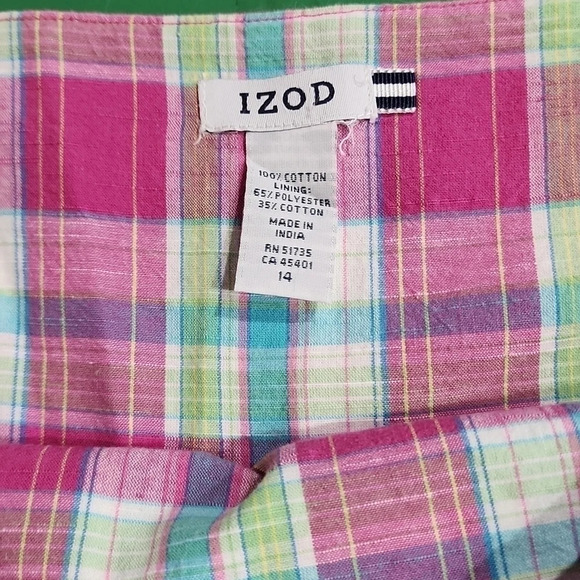 IZOD
100% COTTON
LINING:
65% POLYESTER
35% COTTON
MADE IN
INDIA
RN 51735
CA 45401
14